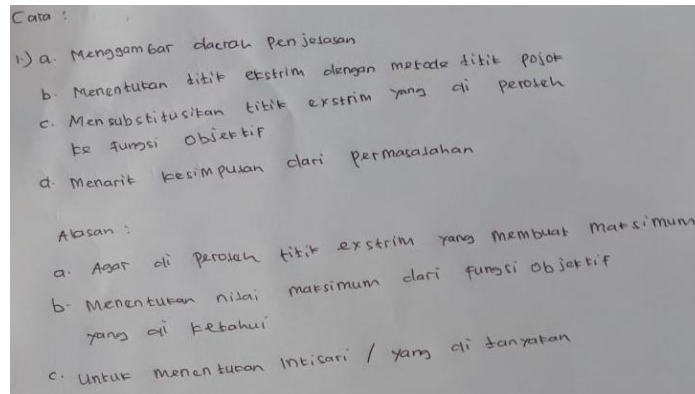 Cara :
1.) a. Menggambar daerah penjelasan
b. Menentukan titik ekstrim dengan metode titik pojok
c. Mensubstitusikan titik exstrim yang di peroleh
ke fungsi objektif
d. Menarik kesimpulan dari permasalahan
Alasan :
a. Agar di peroleh titik exstrim yang membuat maksimum
b. Menentukan nilai maksimum dari fungsi objektif
yang di ketahui
c. Untuk menentukan Intisari / yang di tanyakan